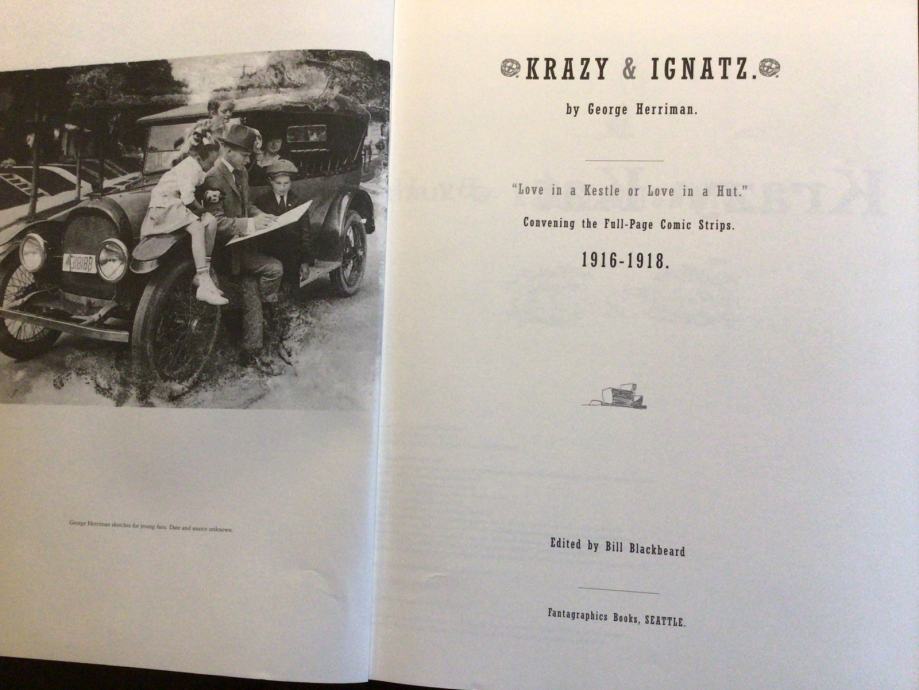 George Herriman sketches for young fans. Date and source unknown.
KRAZY & IGNATZ.
by George Herriman.
“Love in a Kestle or Love in a Hut.”
Convening the Full-Page Comic Strips.
1916-1918.
Edited by Bill Blackbeard
Fantagraphics Books, SEATTLE.